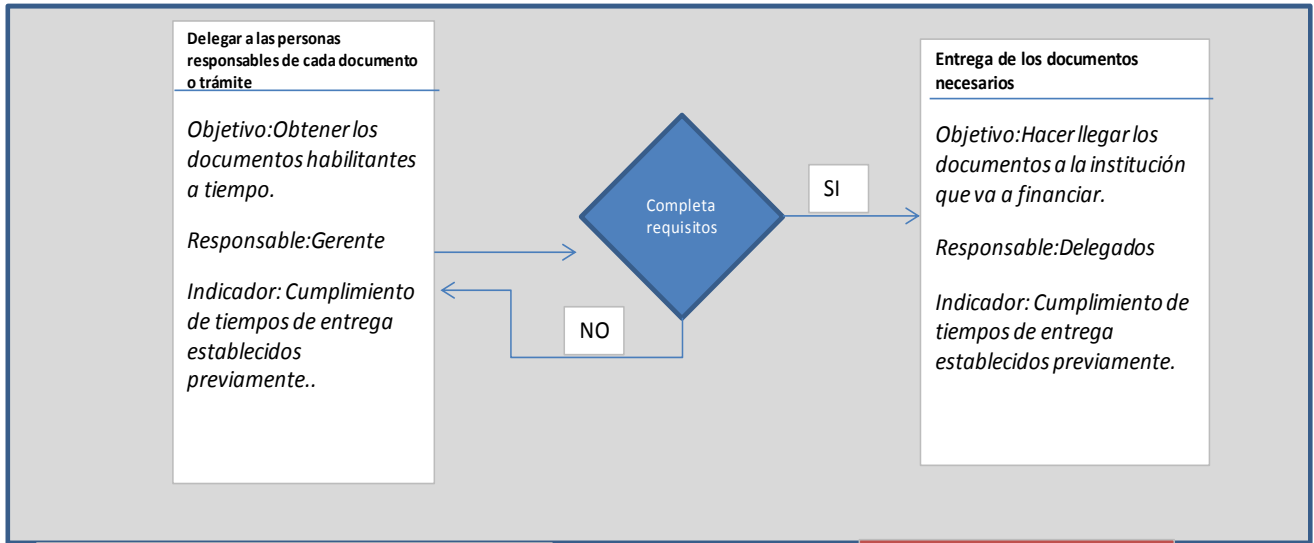 Delegar a las personas
responsables de cada documento
o trámite
Objetivo:Obtener los
documentos habilitantes
a tiempo.
Responsable:Gerente
Indicador: Cumplimiento
de tiempos de entrega
establecidos
previamente..
Completa
requisitos
SI
NO
Entrega de los documentos
necesarios
Objetivo:Hacer llegar los
documentos a la institución
que va a financiar.
Responsable:Delegados
Indicador: Cumplimiento de
tiempos de entrega
establecidos previamente.